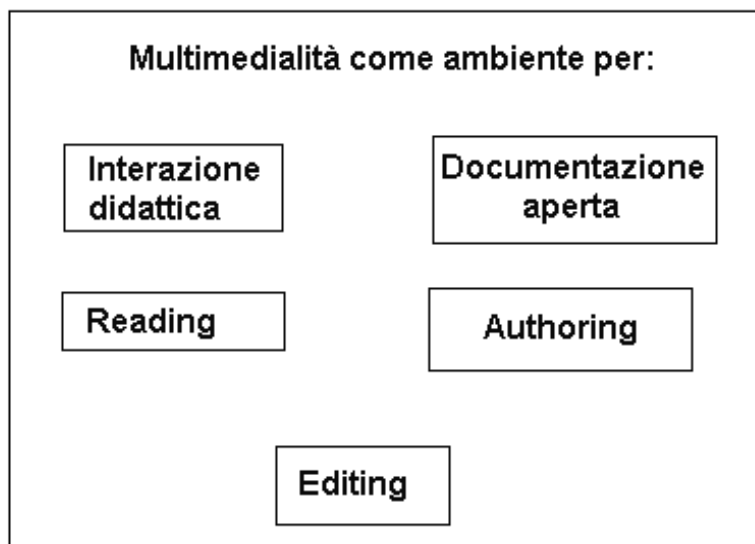 Multimedialità come ambiente per:
Interazione
didattica
Documentazione
aperta
Reading
Authoring
Editing